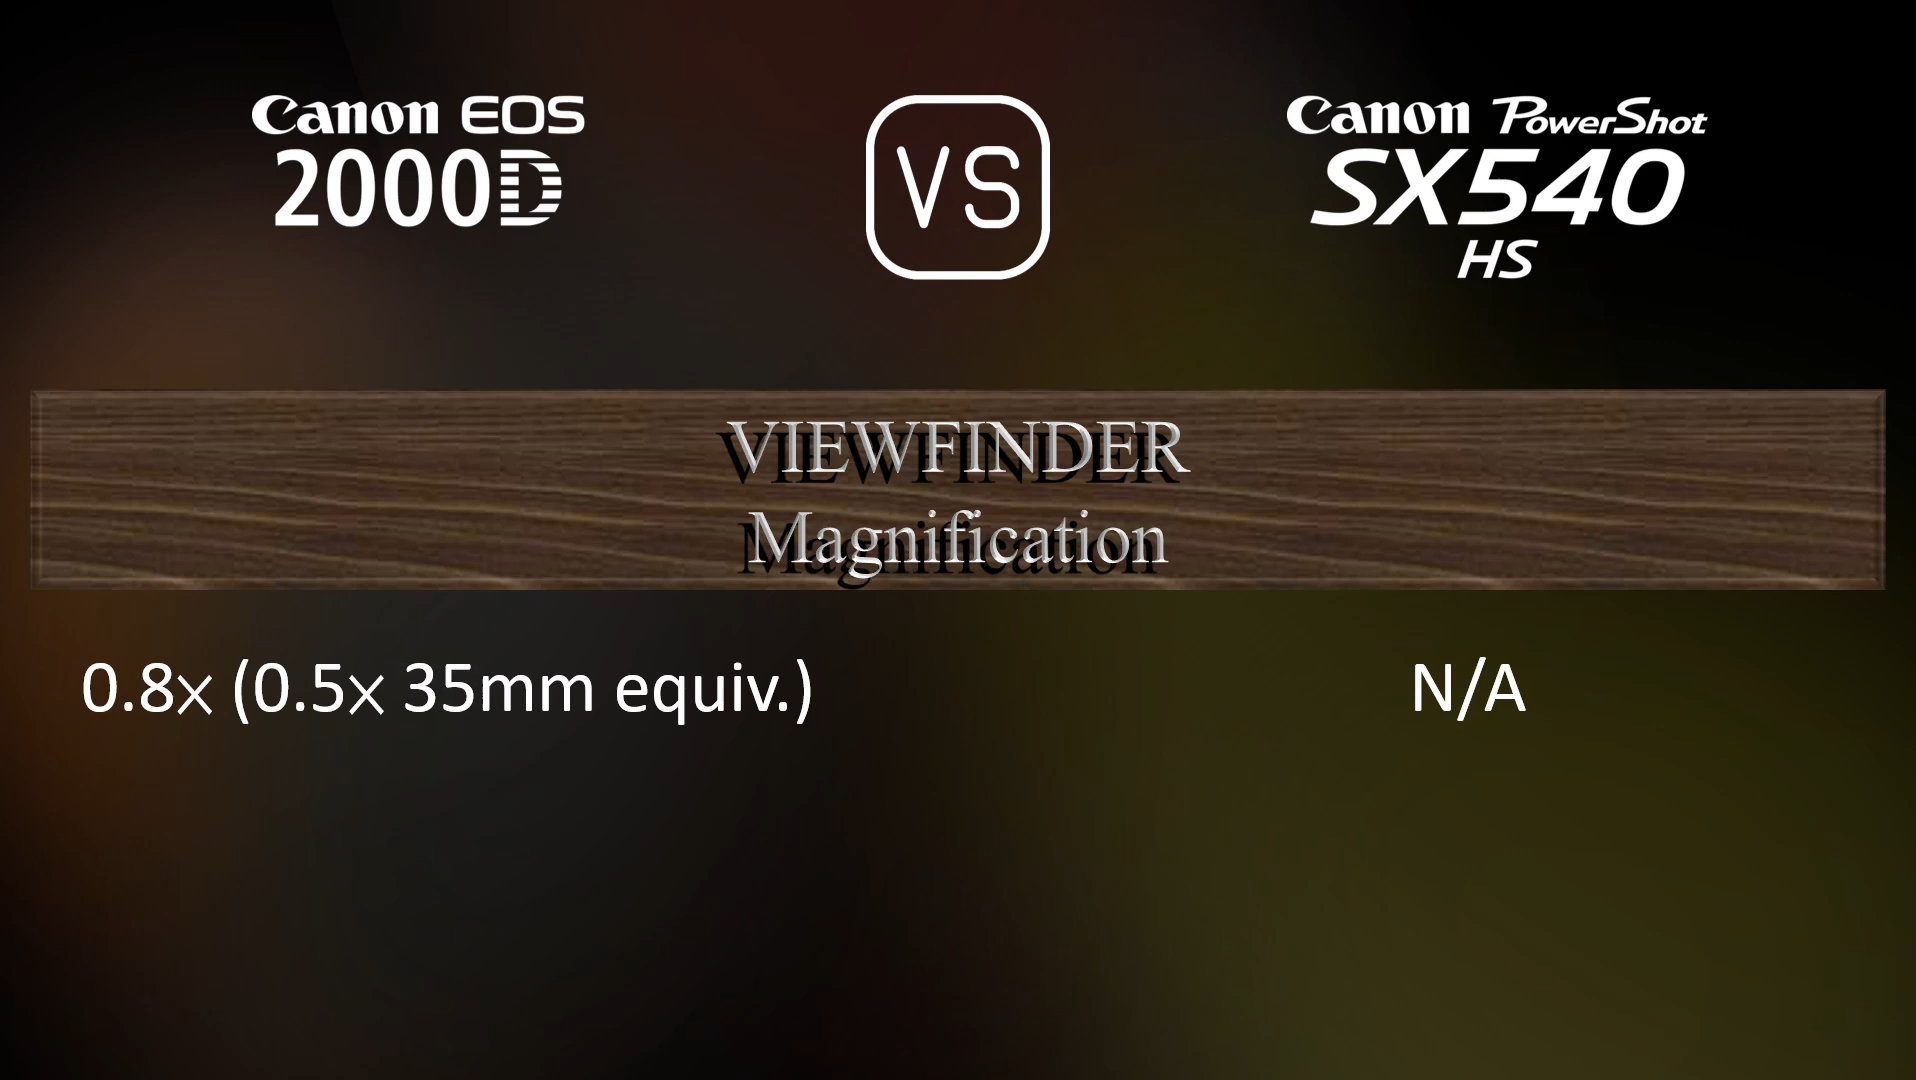 Canon EOS
2000D
VS
Canon PowerShot
SX540
HS
VIEWFINDER
Magnification
0.8x (0.5x 35mm equiv.)
N/A